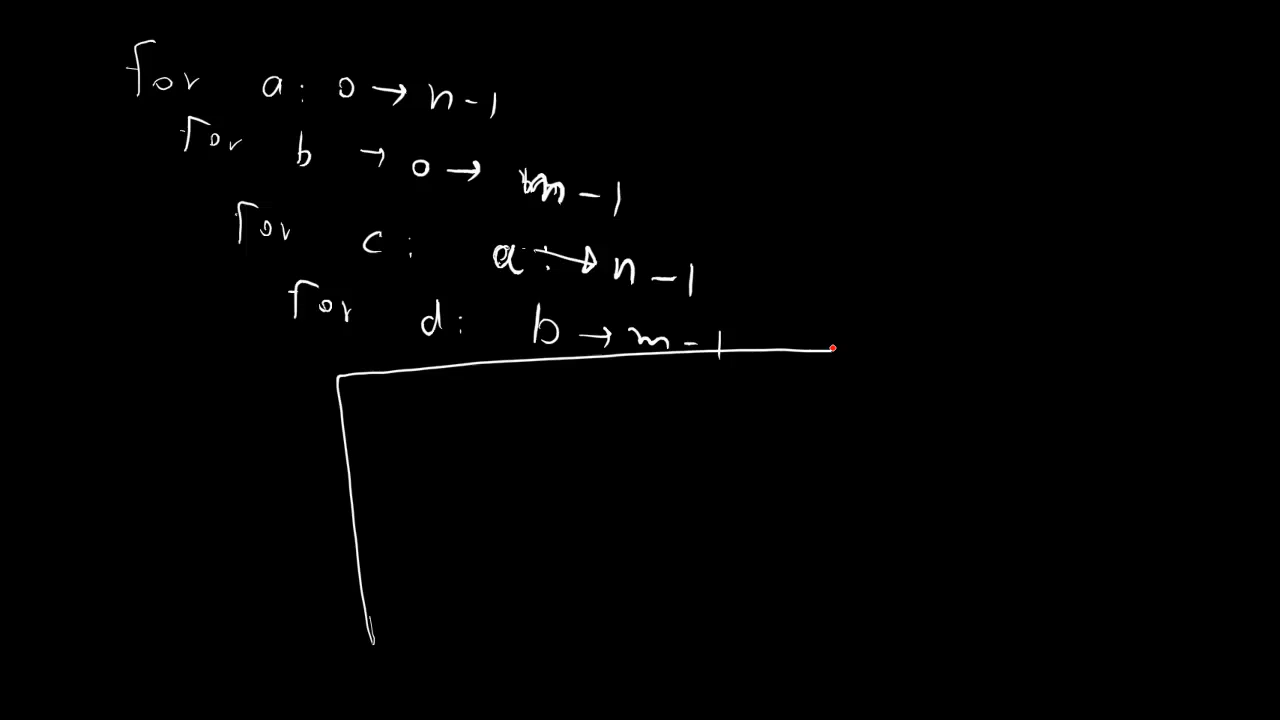 for a: 0 → n-1
for b → 0 → m-1
for c: a: → n-1
for d: b → m-1